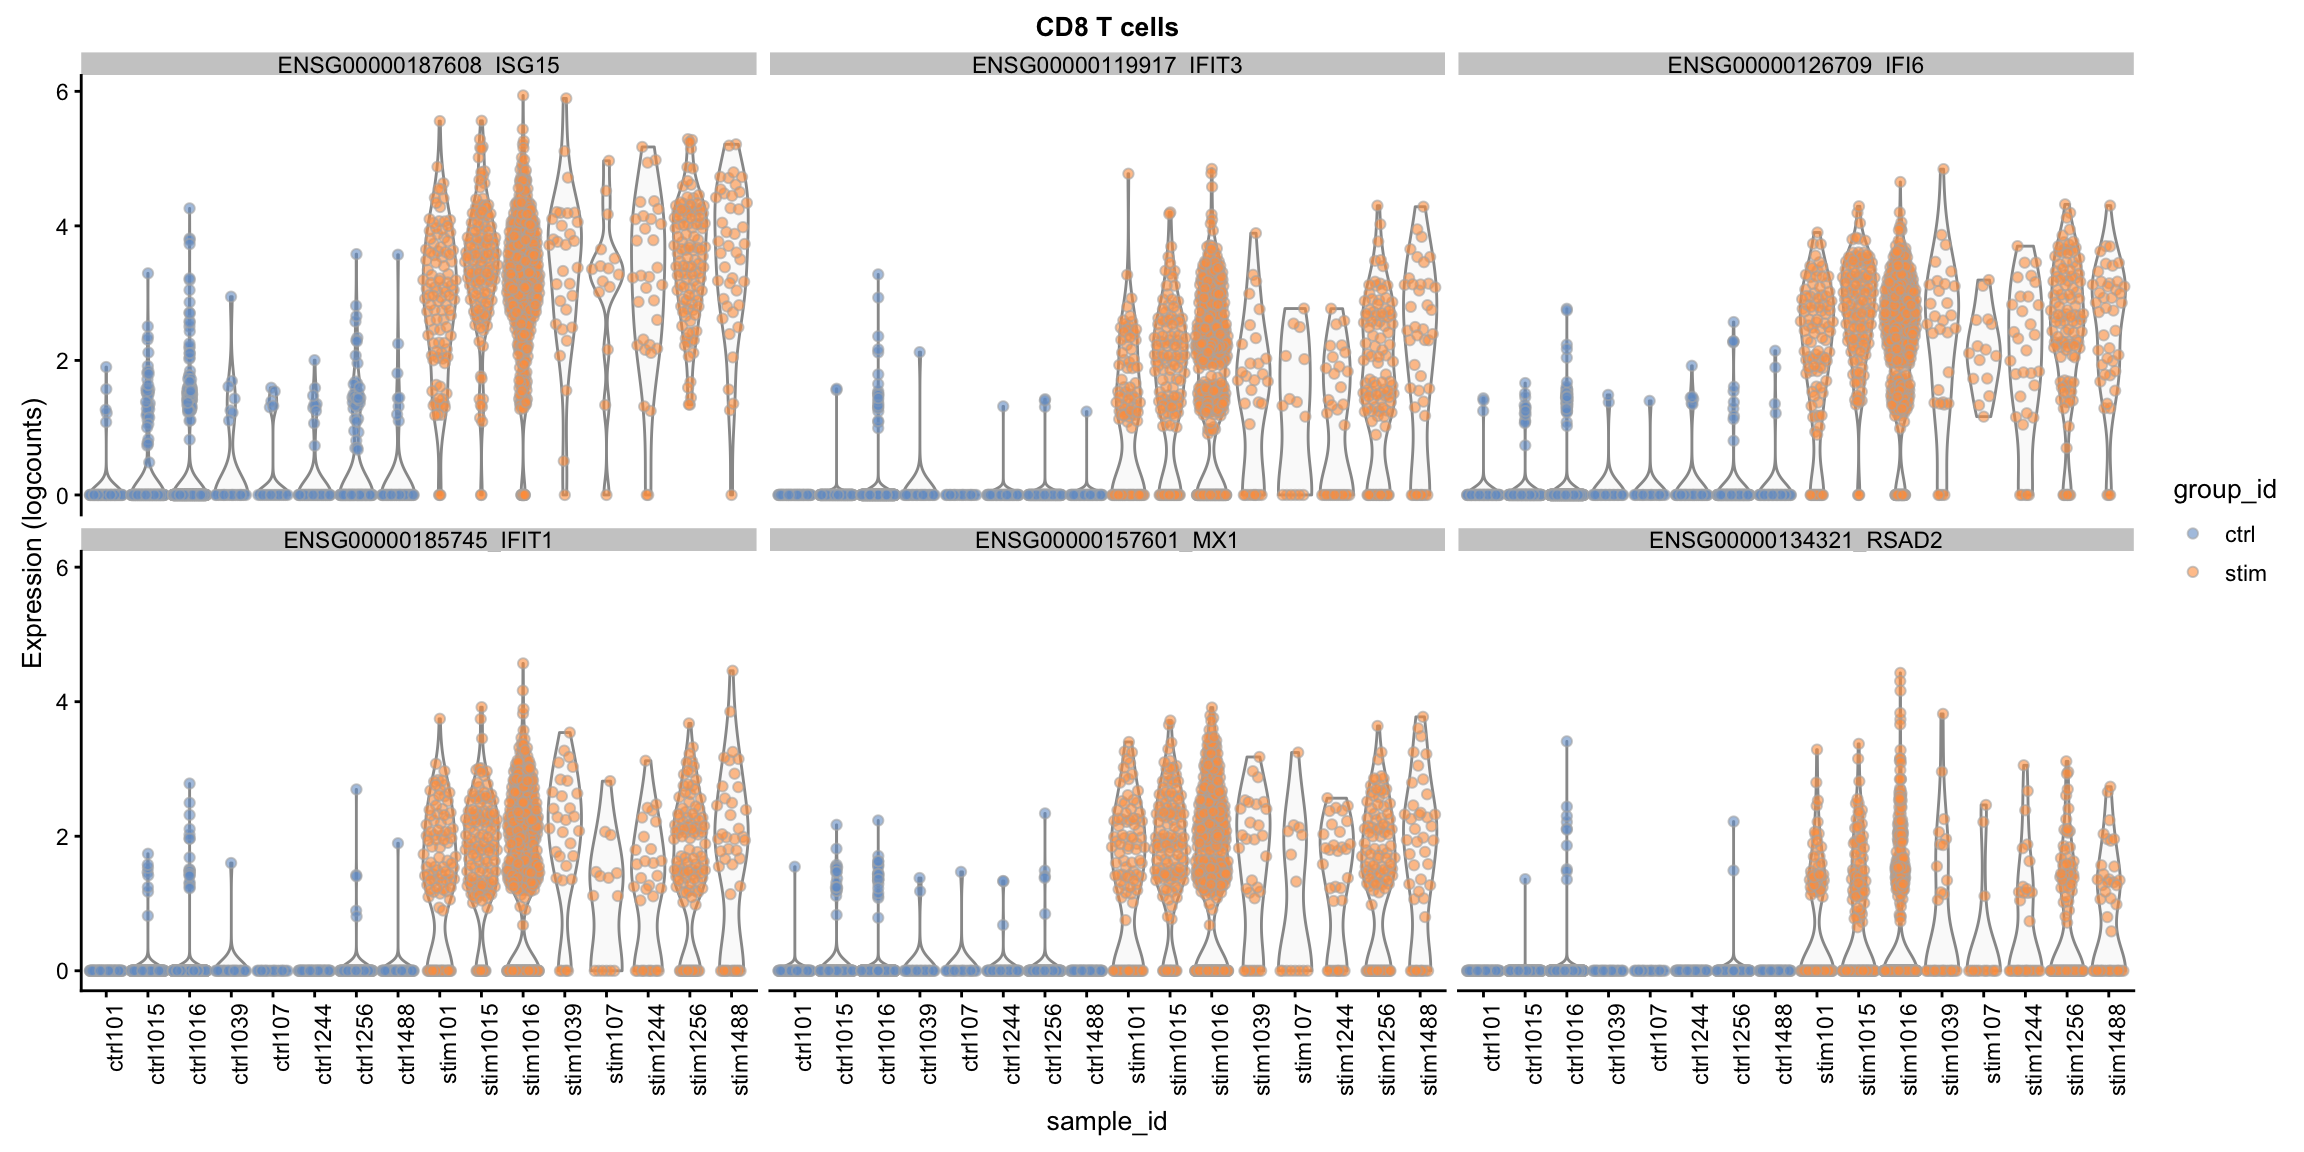 CD8 T cells
ENSG00000187608_ISG15
ENSG00000119917_IFIT3
ENSG00000126709_IFI6
6
4
2
0
ENSG00000185745_IFIT1
ENSG00000157601_MX1
ENSG00000134321_RSAD2
6
4
2
0
Expression (logcounts)
ctrl101
ctrl1015
ctrl1016
ctrl1039
ctrl107
ctrl1244
ctrl1256
ctrl1488
stim101
stim1015
stim1016
stim1039
stim107
stim1244
stim1256
stim1488
ctrl101
ctrl1015
ctrl1016
ctrl1039
ctrl107
ctrl1244
ctrl1256
ctrl1488
stim101
stim1015
stim1016
stim1039
stim107
stim1244
stim1256
stim1488
ctrl101
ctrl1015
ctrl1016
ctrl1039
ctrl107
ctrl1244
ctrl1256
ctrl1488
stim101
stim1015
stim1016
stim1039
stim107
stim1244
stim1256
stim1488
sample_id
group_id
ctrl
stim